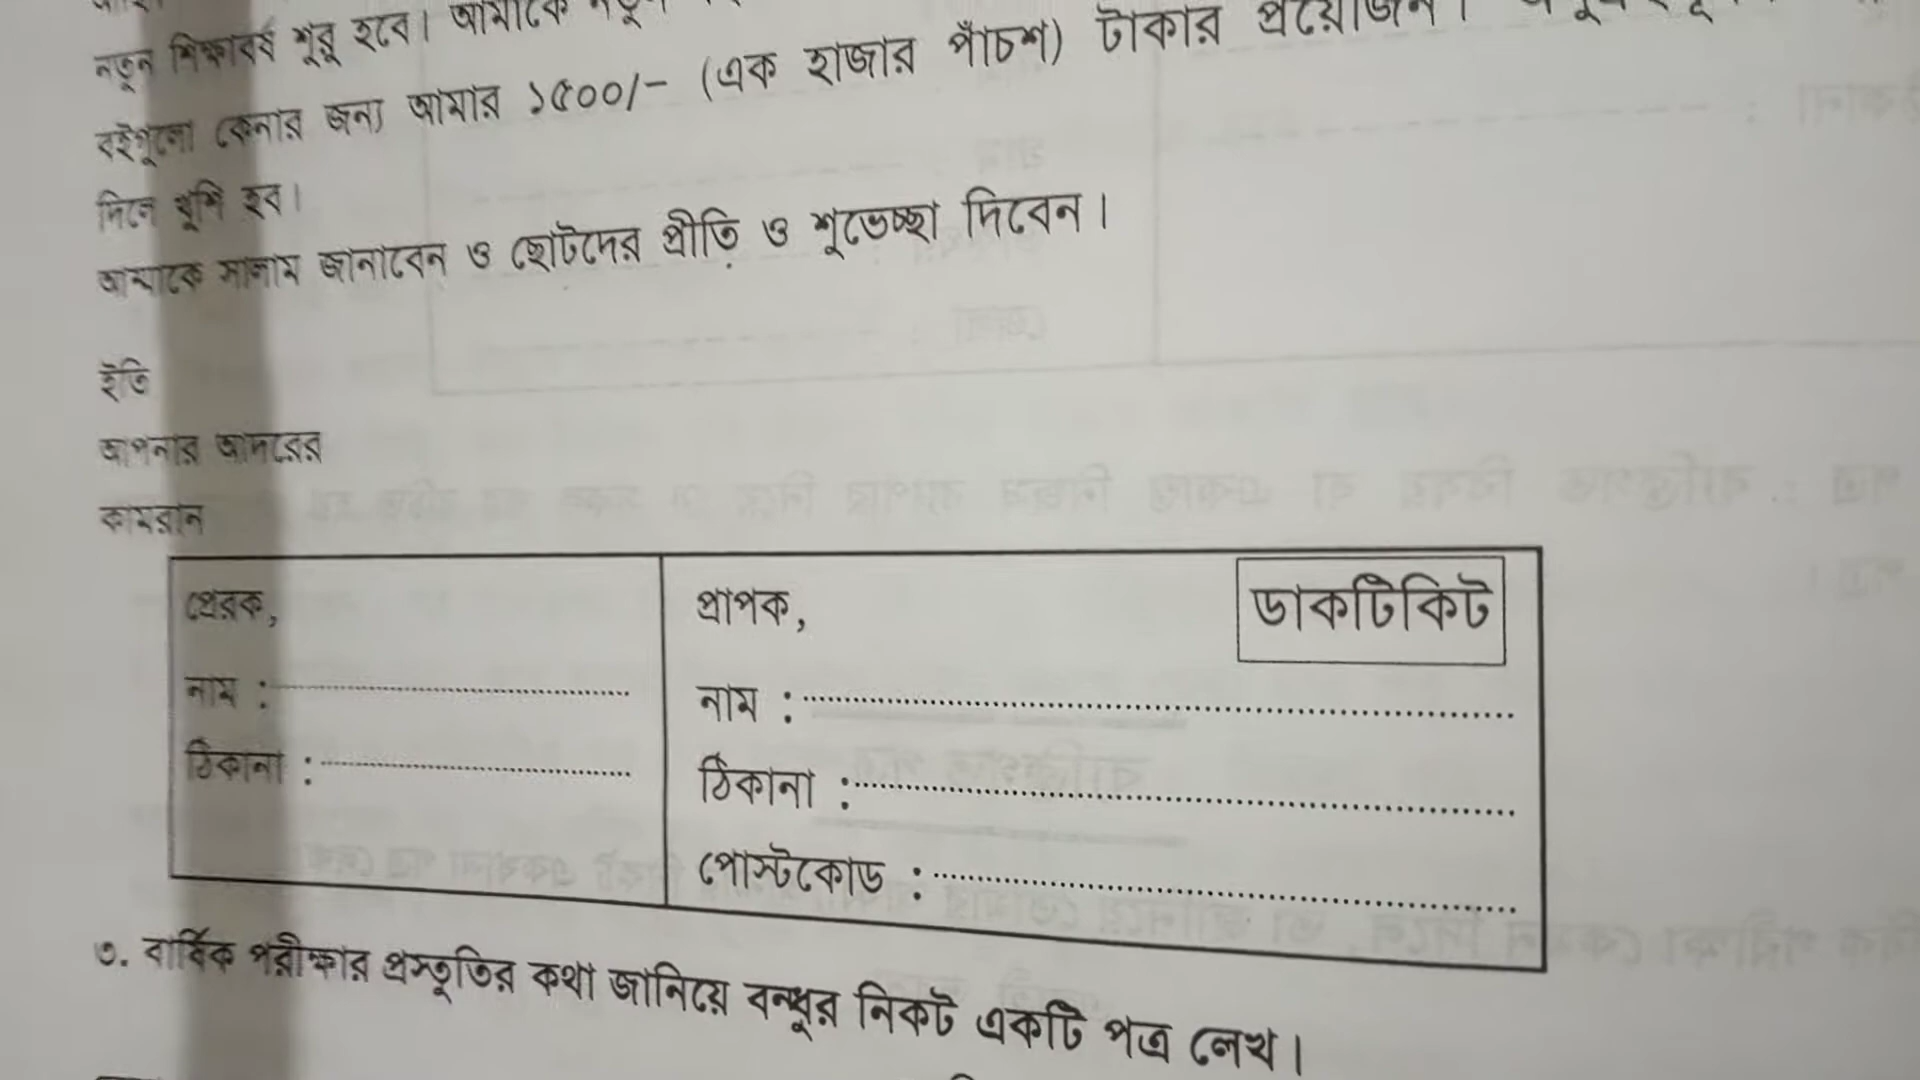 নতুন শিক্ষাবর্ষ শুরু হবে। আমাকে নতুন
বইগুলো কেনার জন্য আমার ১৫০০/- (এক হাজার পাঁচশ) টাকার প্রয়োজন।
দিলে খুশি হব।
আম্মাকে সালাম জানাবেন ও ছোটদের প্রীতি ও শুভেচ্ছা দিবেন।
ইতি
আপনার আদরের
কামরান
প্রেরক,
নাম :
ঠিকানা :
প্রাপক,
ডাকটিকিট
নাম :
ঠিকানা :
পোস্টকোড :
৩. বার্ষিক পরীক্ষার প্রস্তুতির কথা জানিয়ে বন্ধুর নিকট একটি পত্র লেখ।